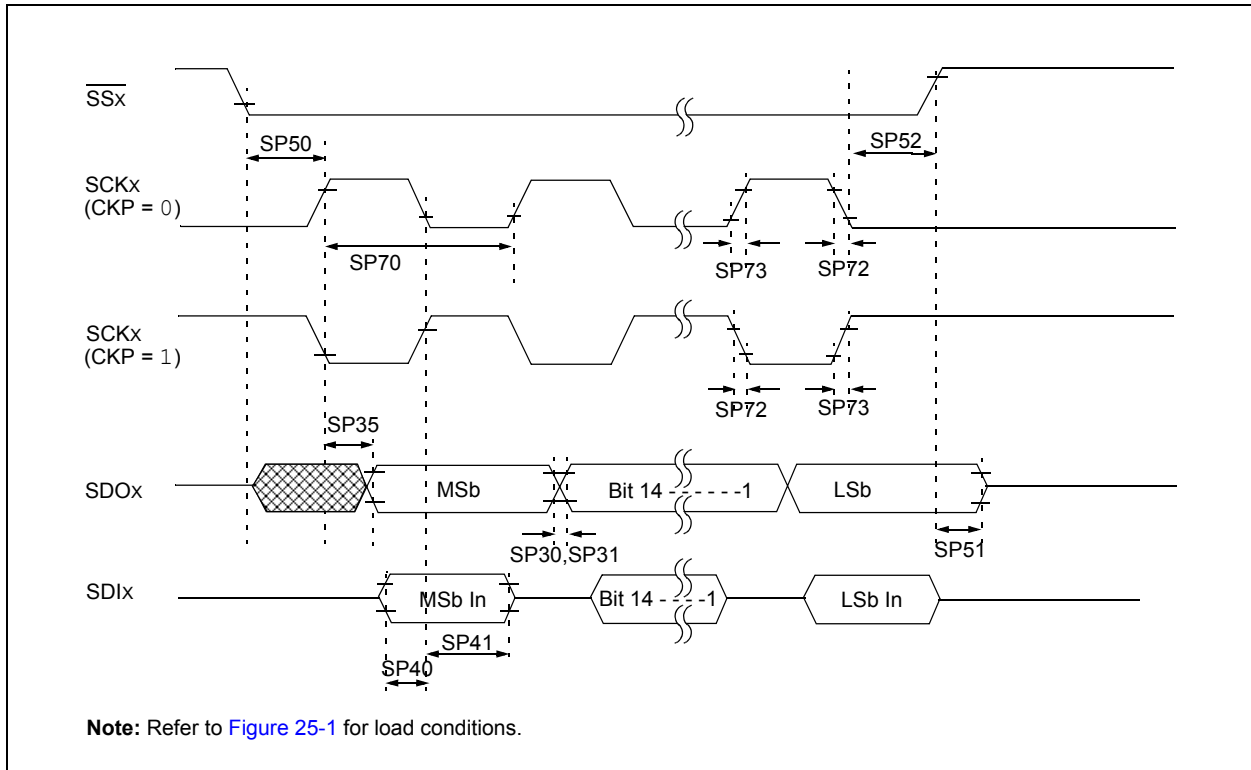 SSx
SP50
SP52
SCKx
(CKP = 0)
SP70
SP73
SP72
SCKx
(CKP = 1)
SP72
SP73
SP35
SDOx
MSb
Bit 14 - - - - - -1
LSb
SP30,SP31
SP51
SDIx
MSb In
Bit 14 - - - - -1
LSb In
SP41
SP40
Note: Refer to Figure 25-1 for load conditions.